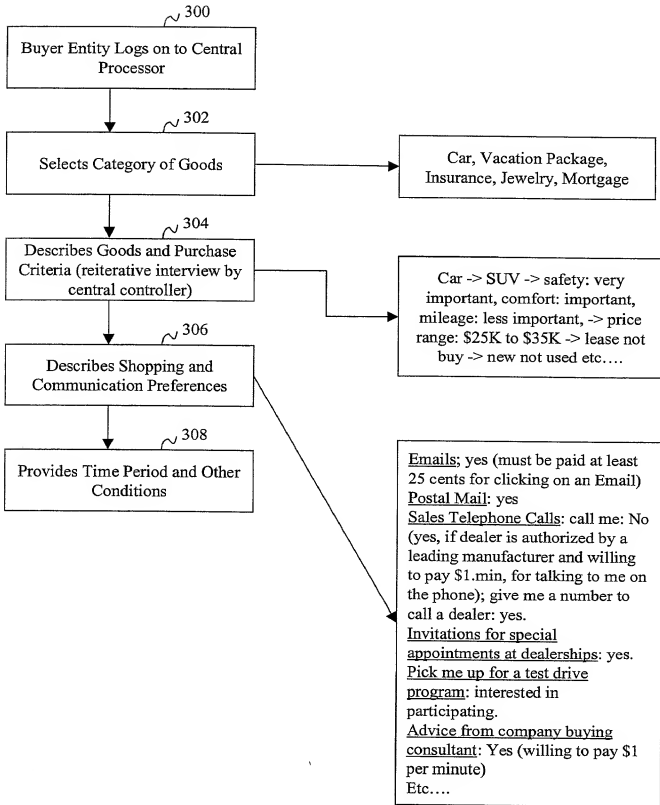 300
Buyer Entity Logs on to Central
Processor
302
Selects Category of Goods
Car, Vacation Package,
Insurance, Jewelry, Mortgage
304
Describes Goods and Purchase
Criteria (reiterative interview by
central controller)
Car -> SUV -> safety: very
important, comfort: important,
mileage: less important, -> price
range: $25K to $35K -> lease not
buy -> new not used etc….
306
Describes Shopping and
Communication Preferences
308
Provides Time Period and Other
Conditions
Emails; yes (must be paid at least
25 cents for clicking on an Email)
Postal Mail: yes
Sales Telephone Calls: call me: No
(yes, if dealer is authorized by a
leading manufacturer and willing
to pay $1.min, for talking to me on
the phone); give me a number to
call a dealer: yes.
Invitations for special
appointments at dealerships: yes.
Pick me up for a test drive
program: interested in
participating.
Advice from company buying
consultant: Yes (willing to pay $1
per minute)
Etc….